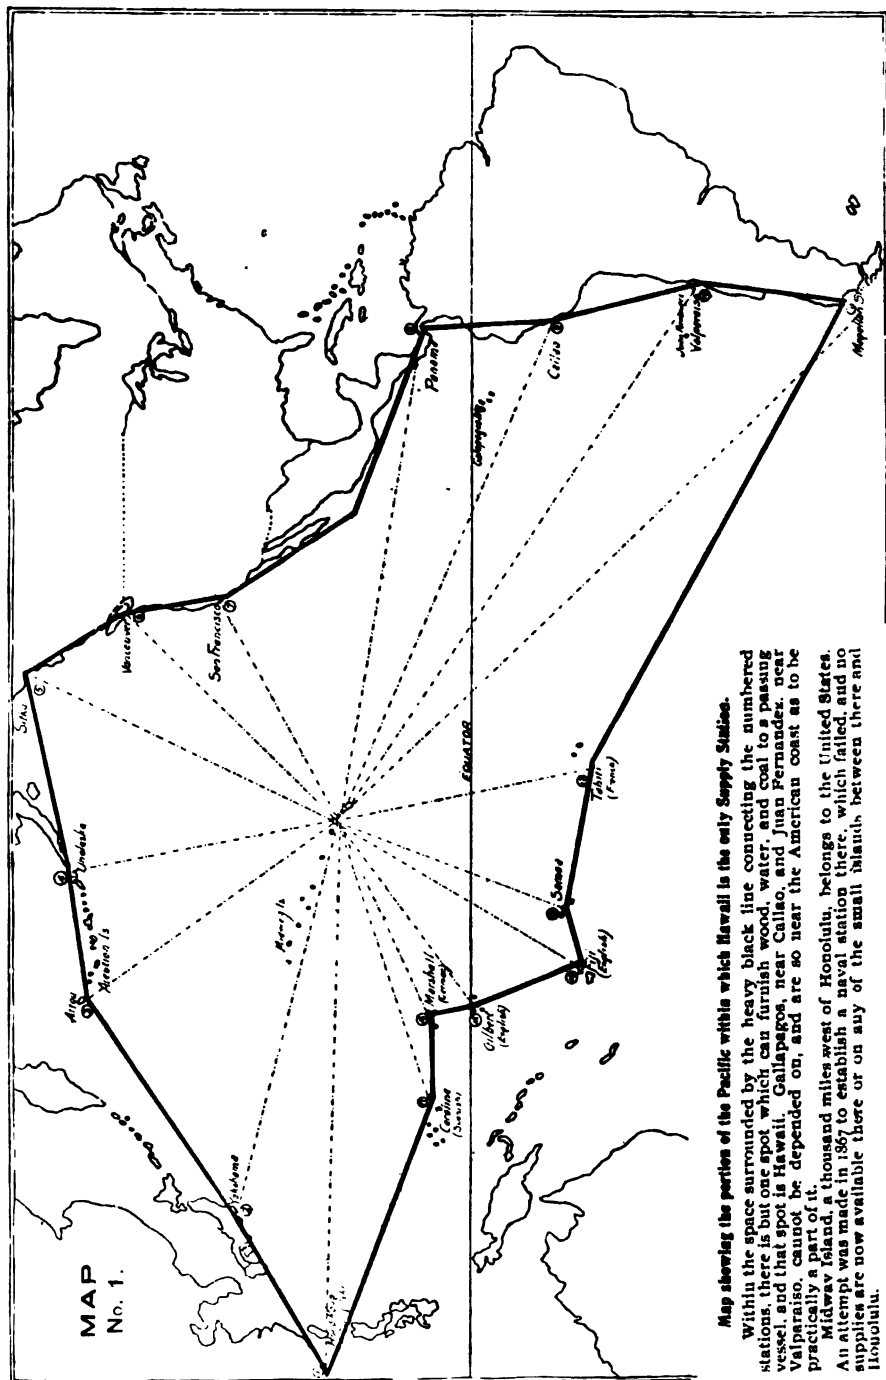 MAP
No. 1.
Sitka
Vancouver
San Francisco
Unalaska
Aleutian Is
Midway Is
Yokohama
EQUATOR
Panama
Gallapagos
Callao
Juan Fernandez
Valparaiso
Magellan St.
Marshall
(German)
Caroline
(Spanish)
Gilbert
(English)
Fiji
(English)
Samoa
Tahiti
(France)
Map showing the portion of the Pacific within which Hawaii is the only Supply Station.
Within the space surrounded by the heavy black line connecting the numbered
stations, there is but one spot which can furnish wood, water, and coal to a passing
vessel, and that spot is Hawaii. Gallapagos, near Callao, and Juan Fernandez, near
Valparaiso, cannot be depended on, and are so near the American coast as to be
practically a part of it.
Midway Island, a thousand miles west of Honolulu, belongs to the United States.
An attempt was made in 1867 to establish a naval station there, which failed, and no
supplies are now available there or on any of the small islands between there and
Honolulu.